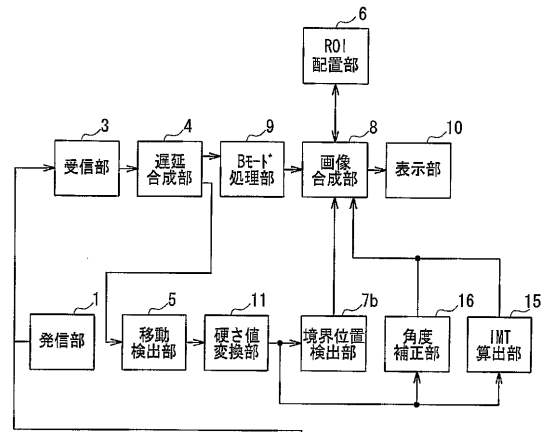 6
ROI
配置部
3
受信部
4
遅延
合成部
9
Bモード
処理部
8
画像
合成部
10
表示部
1
発信部
5
移動
検出部
11
硬さ値
変換部
7b
境界位置
検出部
16
角度
補正部
15
IMT
算出部